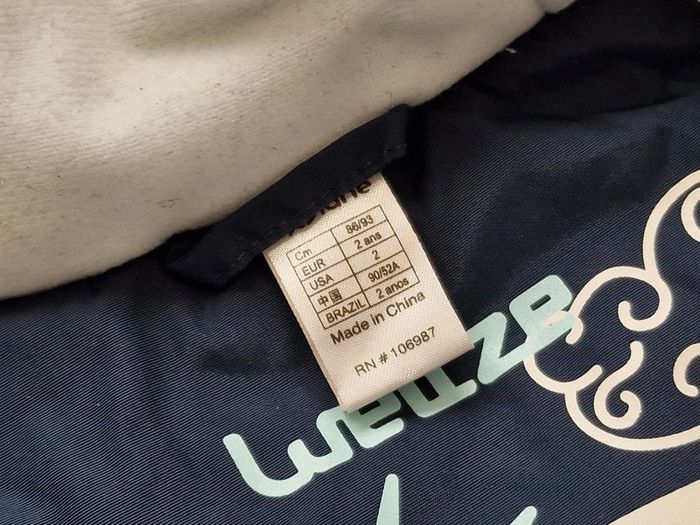 Cm 86/93
EUR 2 ans
USA 2
中国 90/52A
BRAZIL 2 anos
Made in China
RN # 106987
wedze